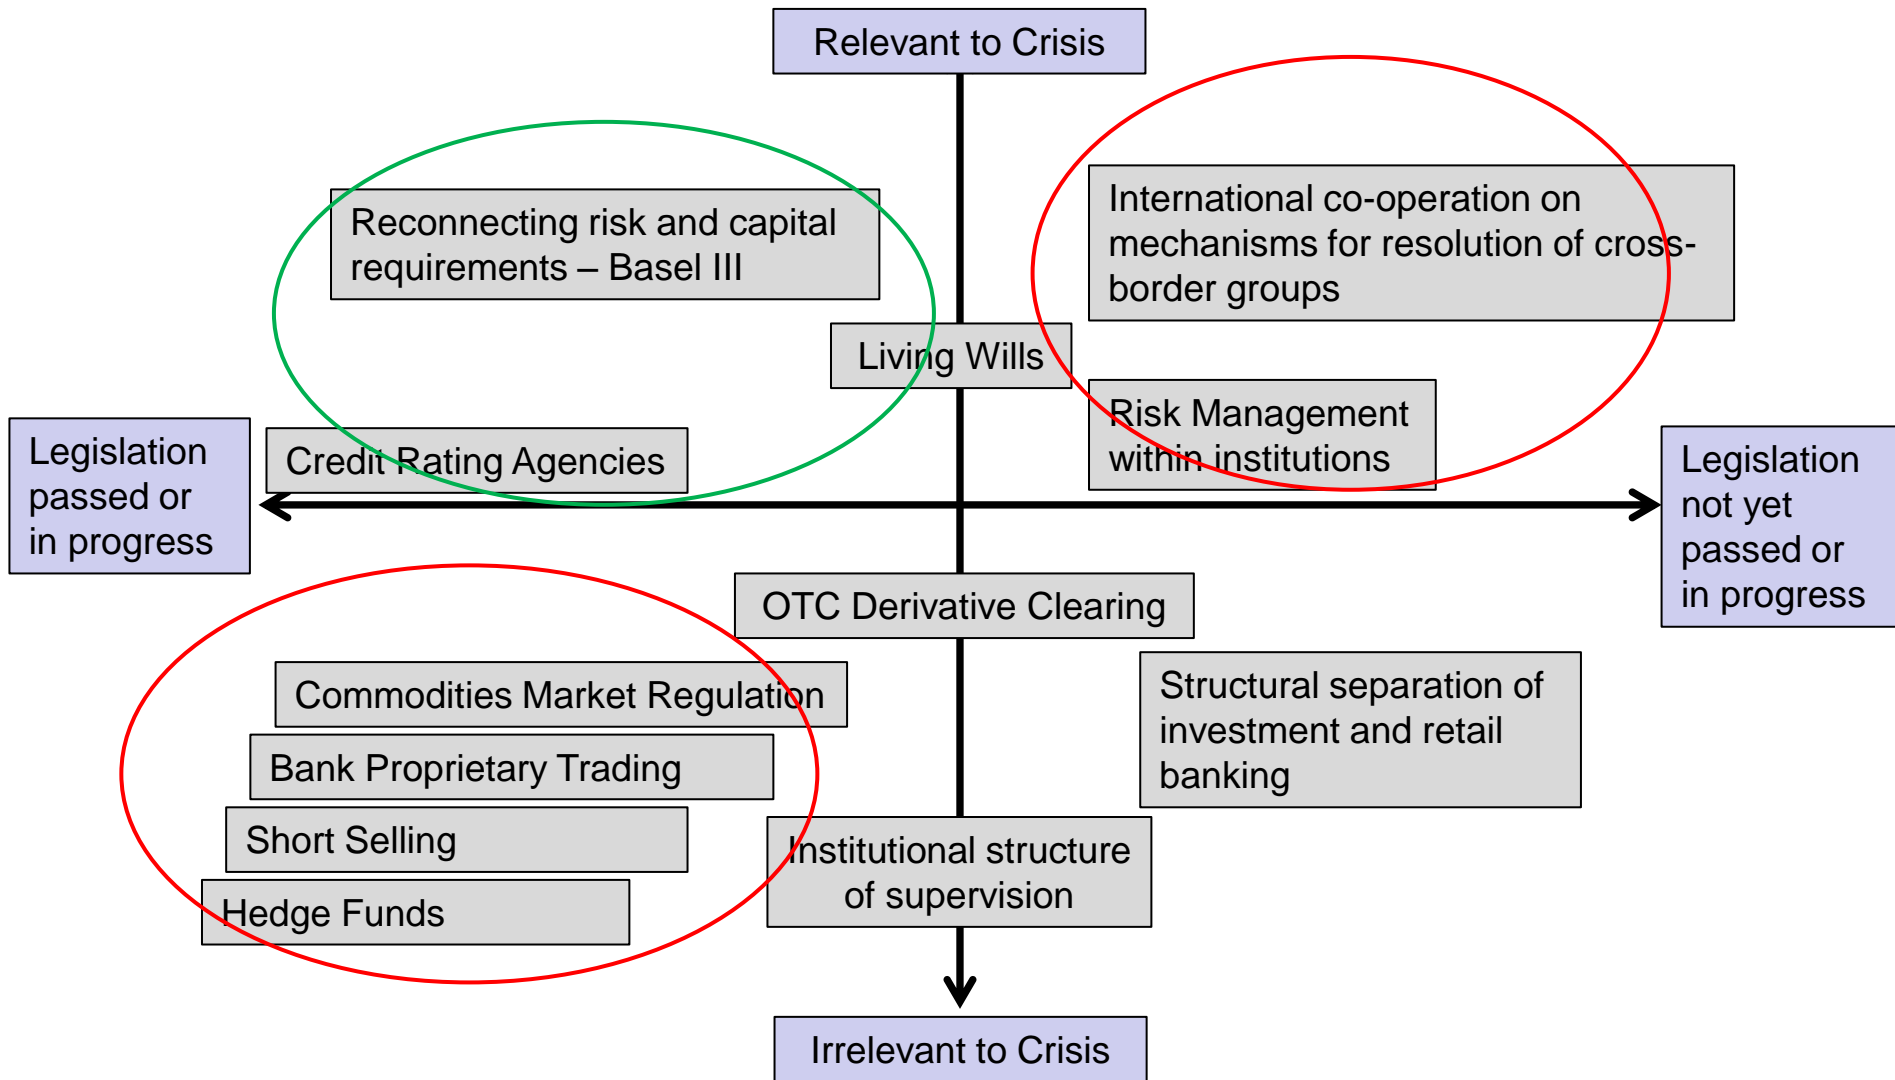 Relevant to Crisis
Reconnecting risk and capital
requirements – Basel III
International co-operation on
mechanisms for resolution of cross-
border groups
Living Wills
Risk Management
within institutions
Legislation
passed or
in progress
Credit Rating Agencies
Legislation
not yet
passed or
in progress
OTC Derivative Clearing
Commodities Market Regulation
Structural separation of
investment and retail
banking
Bank Proprietary Trading
Short Selling
Institutional structure
of supervision
Hedge Funds
Irrelevant to Crisis